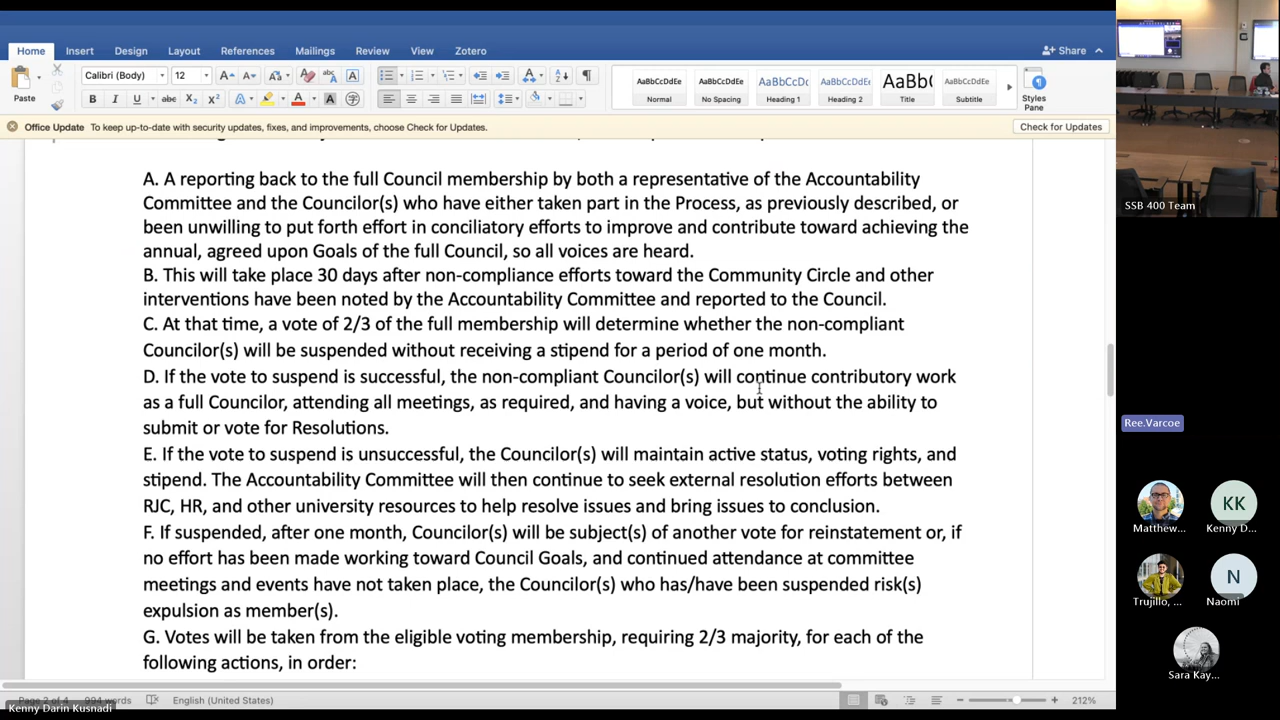 Home Insert Design Layout References Mailings Review View Zotero Share
Calibri (Body) 12
Paste
AaBbCcDdEe AaBbCcDdEe AaBbCcDc AaBbCcDdEe AaBb( AaBbCcDdEe
Normal No Spacing Heading 1 Heading 2 Title Subtitle Styles Pane
Office Update To keep up-to-date with security updates, fixes, and improvements, choose Check for Updates. Check for Updates
A. A reporting back to the full Council membership by both a representative of the Accountability
Committee and the Councilor(s) who have either taken part in the Process, as previously described, or
been unwilling to put forth effort in conciliatory efforts to improve and contribute toward achieving the
annual, agreed upon Goals of the full Council, so all voices are heard.
B. This will take place 30 days after non-compliance efforts toward the Community Circle and other
interventions have been noted by the Accountability Committee and reported to the Council.
C. At that time, a vote of 2/3 of the full membership will determine whether the non-compliant
Councilor(s) will be suspended without receiving a stipend for a period of one month.
D. If the vote to suspend is successful, the non-compliant Councilor(s) will continue contributory work
as a full Councilor, attending all meetings, as required, and having a voice, but without the ability to
submit or vote for Resolutions.
E. If the vote to suspend is unsuccessful, the Councilor(s) will maintain active status, voting rights, and
stipend. The Accountability Committee will then continue to seek external resolution efforts between
RJC, HR, and other university resources to help resolve issues and bring issues to conclusion.
F. If suspended, after one month, Councilor(s) will be subject(s) of another vote for reinstatement or, if
no effort has been made working toward Council Goals, and continued attendance at committee
meetings and events have not taken place, the Councilor(s) who has/have been suspended risk(s)
expulsion as member(s).
G. Votes will be taken from the eligible voting membership, requiring 2/3 majority, for each of the
following actions, in order:
Page 2 of 4 994 words English (United States) 212%
Kenny Darin Kusnadi
SSB 400 Team
Ree.Varcoe
Matthew... KK Kenny D...
Trujillo, ... N Naomi
Sara Kay...